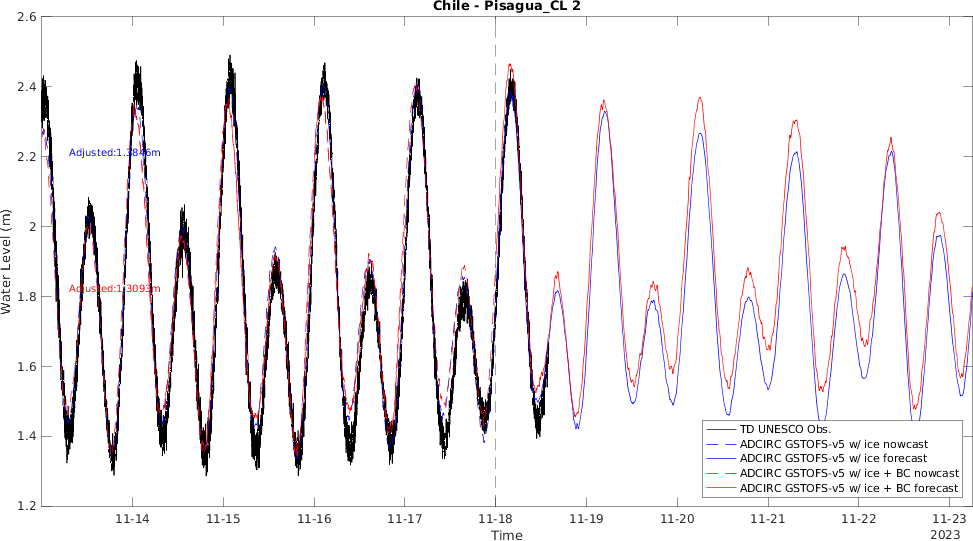 Chile - Pisagua_CL 2
2.6
2.4
2.2
2
1.8
1.6
1.4
1.2
Water Level (m)
Adjusted:1.3846m
Adjusted:1.3093m
TD UNESCO Obs.
ADCIRC GSTOFS-v5 w/ ice nowcast
ADCIRC GSTOFS-v5 w/ ice forecast
ADCIRC GSTOFS-v5 w/ ice + BC nowcast
ADCIRC GSTOFS-v5 w/ ice + BC forecast
11-14 11-15 11-16 11-17 11-18 11-19 11-20 11-21 11-22 11-23
2023
Time